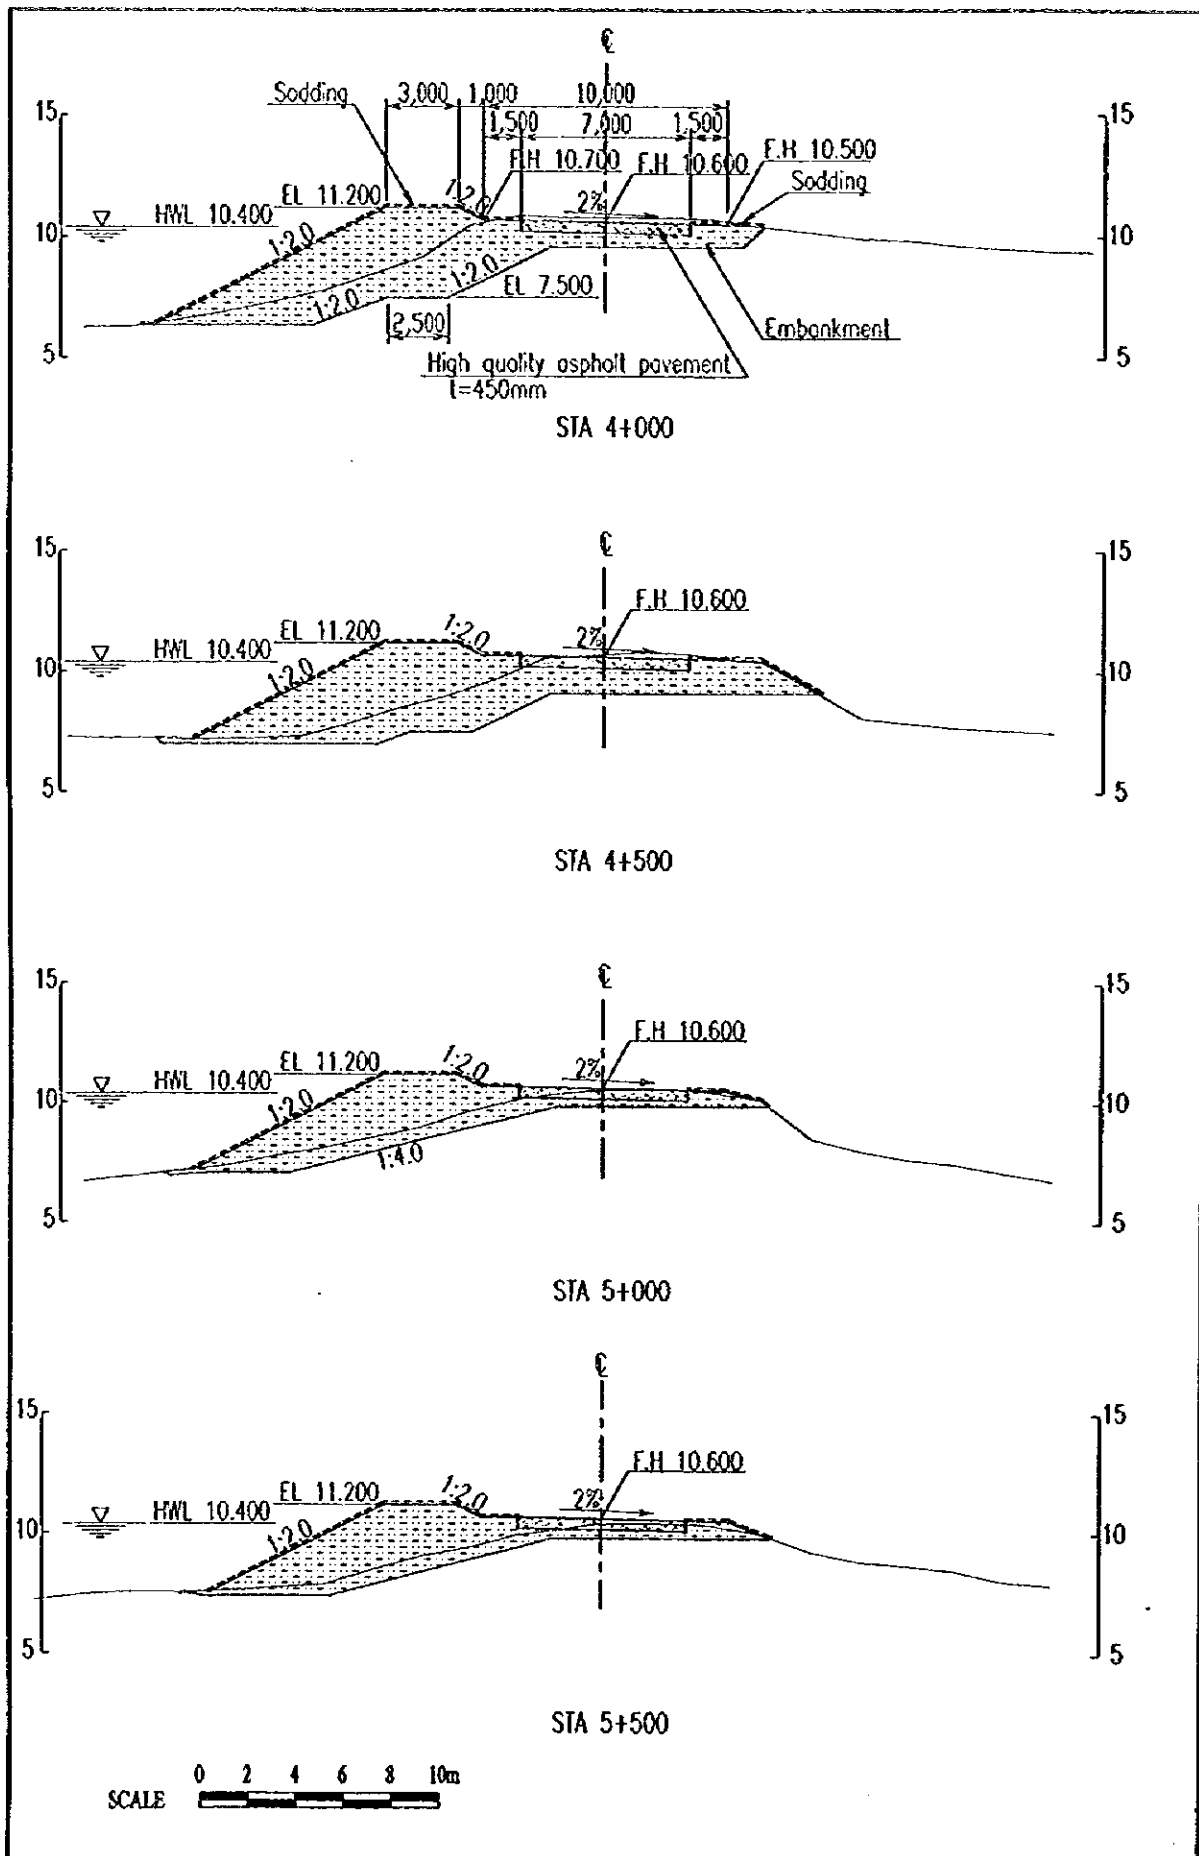 ℄
Sodding 3,000 1,000 10,000
15 15
1,500 7,000 1,500
F.H 10.700 F.H 10.600 F.H 10.500
EL 11.200 1:2.0 2% Sodding
HWL 10.400
10 1:2.0 10
1:2.0 1:2.0 EL 7.500
2,500 Embankment
5 5
High quality asphalt pavement
t=450mm
STA 4+000
℄
15 15
F.H 10.600
EL 11.200 1:2.0 2%
HWL 10.400
10 1:2.0 10
5 5
STA 4+500
℄
15 15
F.H 10.600
EL 11.200 1:2.0 2%
HWL 10.400
10 1:2.0 10
1:4.0
5 5
STA 5+000
℄
15 15
F.H 10.600
EL 11.200 1:2.0 2%
HWL 10.400
10 1:2.0 10
5 5
STA 5+500
0 2 4 6 8 10m
SCALE